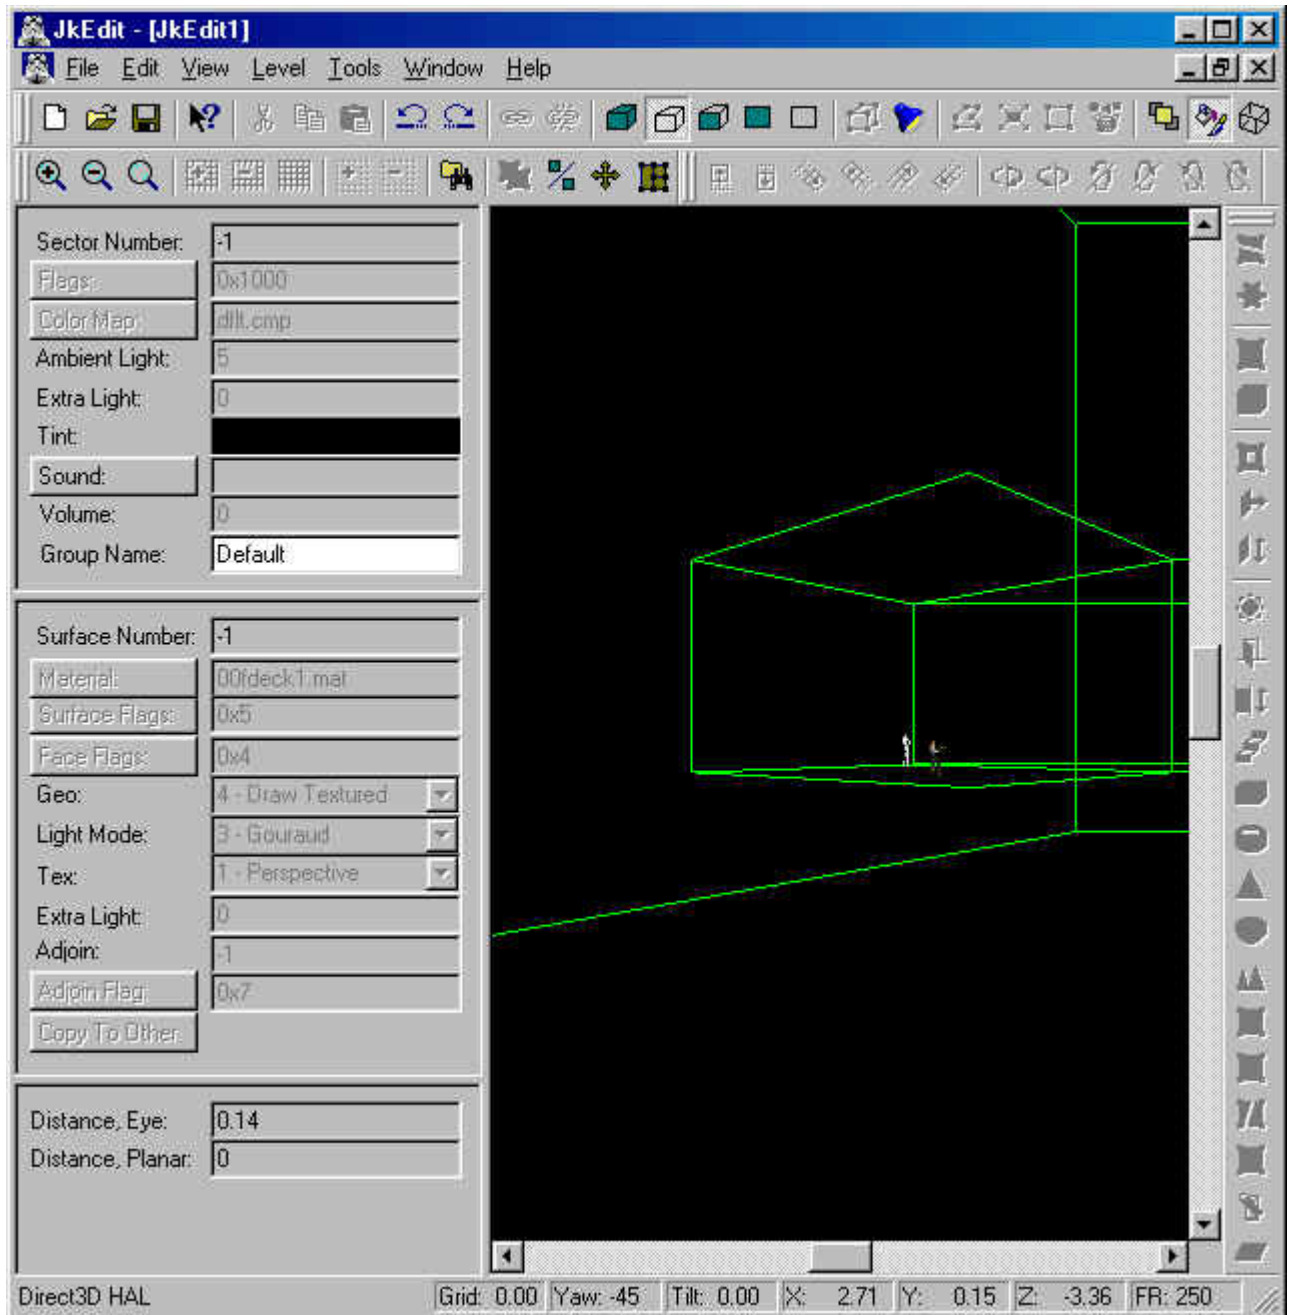 JkEdit - [JkEdit1]
File Edit View Level Tools Window Help
Sector Number: -1
Flags: 0x1000
Color Map: dflt.cmp
Ambient Light: 5
Extra Light: 0
Tint:
Sound:
Volume: 0
Group Name: Default
Surface Number: -1
Material: 00fdeck1.mat
Surface Flags: 0x5
Face Flags: 0x4
Geo: 4 - Draw Textured
Light Mode: 3 - Gouraud
Tex: 1 - Perspective
Extra Light: 0
Adjoin: -1
Adjoin Flag: 0x7
Copy To Other
Distance, Eye: 0.14
Distance, Planar: 0
Direct3D HAL Grid: 0.00 Yaw: -45 Tilt: 0.00 X: 2.71 Y: 0.15 Z: -3.36 FR: 250